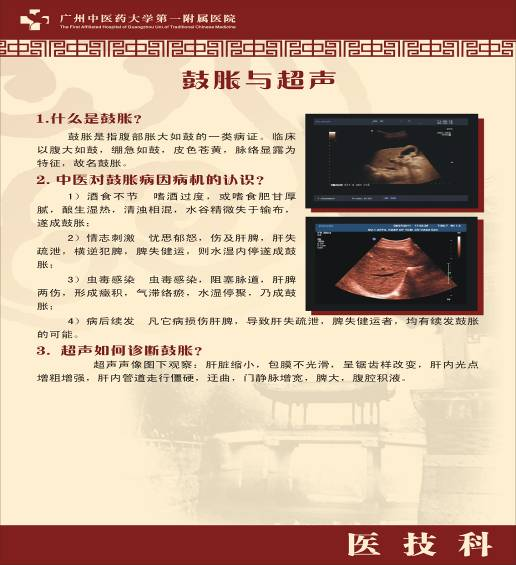 广州中医药大学第一附属医院
The First Affiliated Hospital of Guangzhou Uni. of Traditional Chinese Medicine
鼓胀与超声
1.什么是鼓胀?
鼓胀是指腹部胀大如鼓的一类病证。临床
以腹大如鼓，绷急如鼓，皮色苍黄，脉络显露为
特征，故名鼓胀。
2. 中医对鼓胀病因病机的认识?
1）酒食不节 嗜酒过度，或嗜食肥甘厚
腻，酿生湿热，清浊相混，水谷精微失于输布，
遂成鼓胀；
2）情志刺激 忧思郁怒，伤及肝脾，肝失
疏泄，横逆犯脾，脾失健运，则水湿内停遂成鼓
胀；
3）虫毒感染 虫毒感染，阻塞脉道，肝脾
两伤，形成癥积，气滞络瘀，水湿停聚，乃成鼓
胀；
4）病后续发 凡它病损伤肝脾，导致肝失疏泄，脾失健运者，均有续发鼓胀
的可能。
3. 超声如何诊断鼓胀?
超声声像图下观察：肝脏缩小，包膜不光滑，呈锯齿样改变，肝内光点
增粗增强，肝内管道走行僵硬，迂曲，门静脉增宽，脾大，腹腔积液。
医技科